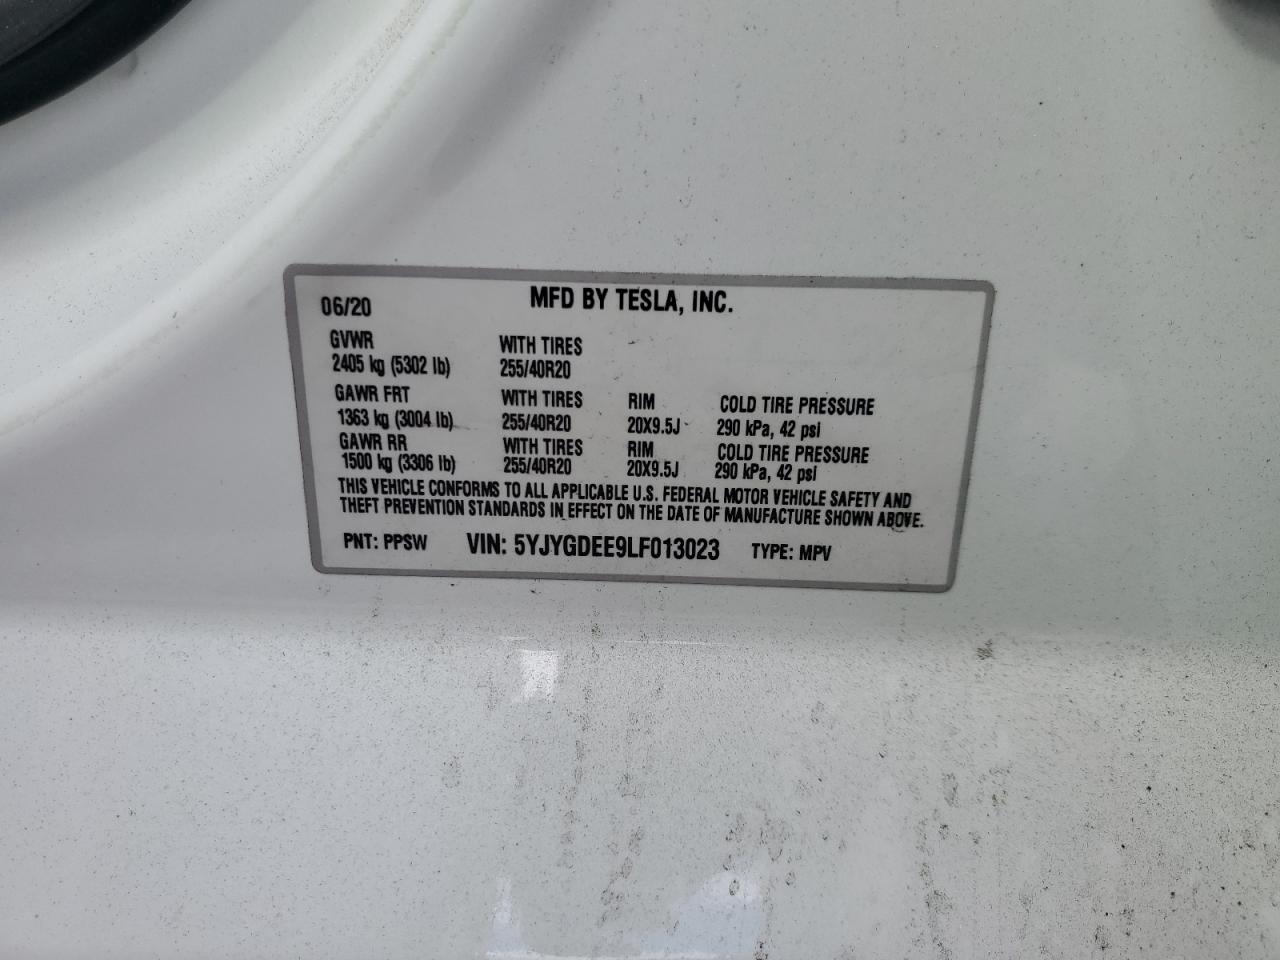 06/20 MFD BY TESLA, INC.
GVWR WITH TIRES
2405 kg (5302 lb) 255/40R20
GAWR FRT WITH TIRES RIM COLD TIRE PRESSURE
1363 kg (3004 lb) 255/40R20 20X9.5J 290 kPa, 42 psi
GAWR RR WITH TIRES RIM COLD TIRE PRESSURE
1500 kg (3306 lb) 255/40R20 20X9.5J 290 kPa, 42 psi
THIS VEHICLE CONFORMS TO ALL APPLICABLE U.S. FEDERAL MOTOR VEHICLE SAFETY AND
THEFT PREVENTION STANDARDS IN EFFECT ON THE DATE OF MANUFACTURE SHOWN ABOVE.
PNT: PPSW VIN: 5YJYGDEE9LF013023 TYPE: MPV